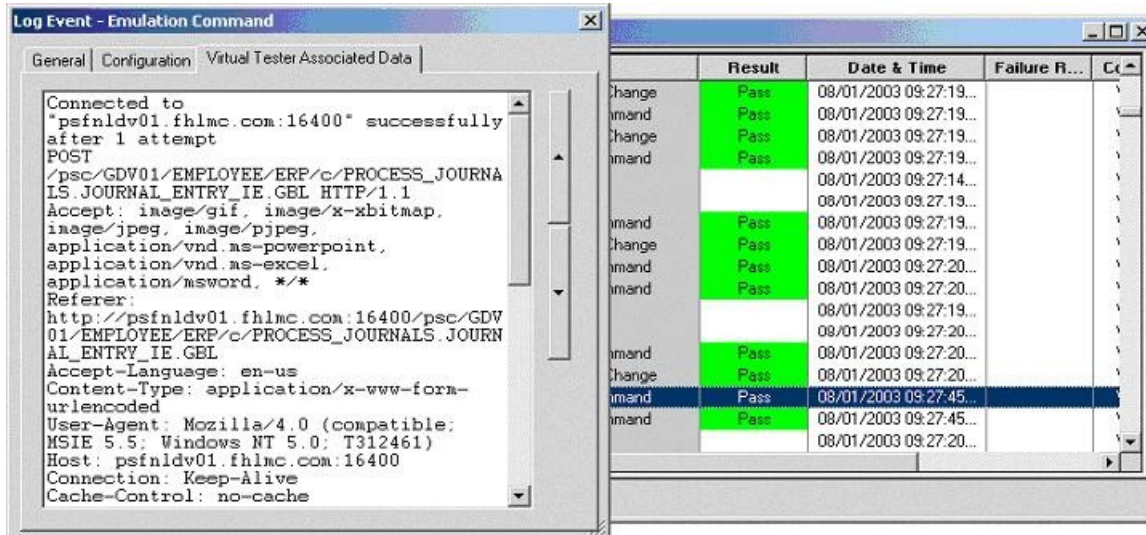 Log Event - Emulation Command
General
Configuration
Virtual Tester Associated Data
Connected to
"psfnldv01.fhlmc.com:16400" successfully
after 1 attempt
POST
/psc/GDV01/EMPLOYEE/ERP/c/PROCESS_JOURNA
LS.JOURNAL_ENTRY_IE.GBL HTTP/1.1
Accept: image/gif, image/x-xbitmap,
image/jpeg, image/pjpeg,
application/vnd.ms-powerpoint,
application/vnd.ms-excel,
application/msword, */*
Referer:
http://psfnldv01.fhlmc.com:16400/psc/GDV
01/EMPLOYEE/ERP/c/PROCESS_JOURNALS.JOURN
AL_ENTRY_IE.GBL
Accept-Language: en-us
Content-Type: application/x-www-form-
urlencoded
User-Agent: Mozilla/4.0 (compatible;
MSIE 5.5; Windows NT 5.0; T312461)
Host: psfnldv01.fhlmc.com:16400
Connection: Keep-Alive
Cache-Control: no-cache
Result Date & Time Failure R...
Change Pass 08/01/2003 09:27:19...
mmand Pass 08/01/2003 09:27:19...
Change Pass 08/01/2003 09:27:19...
mmand Pass 08/01/2003 09:27:19...
08/01/2003 09:27:14...
08/01/2003 09:27:19...
mmand Pass 08/01/2003 09:27:19...
Change Pass 08/01/2003 09:27:19...
mmand Pass 08/01/2003 09:27:20...
mmand Pass 08/01/2003 09:27:20...
08/01/2003 09:27:19...
08/01/2003 09:27:20...
mmand Pass 08/01/2003 09:27:20...
Change Pass 08/01/2003 09:27:20...
mmand Pass 08/01/2003 09:27:45...
mmand Pass 08/01/2003 09:27:45...
08/01/2003 09:27:20...